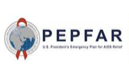 PEPFAR
U.S. President's Emergency Plan for AIDS Relief